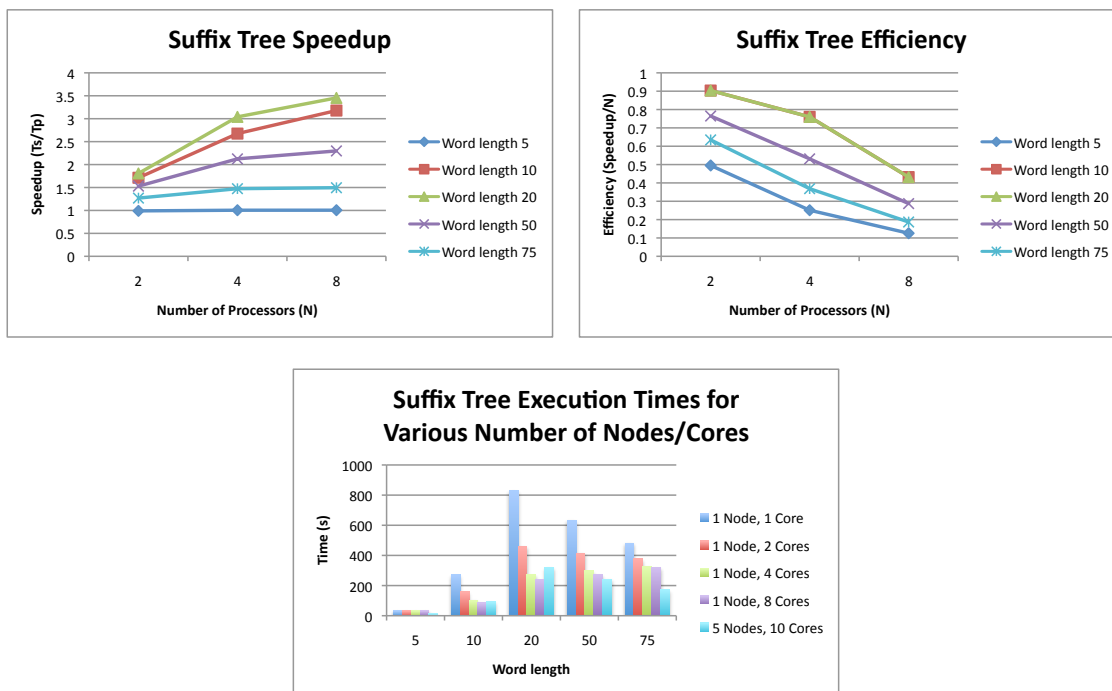 Suffix Tree Speedup
4
3.5
3
2.5
2
1.5
1
0.5
0
Speedup (Ts/Tp)
2 4 8
Number of Processors (N)
Word length 5
Word length 10
Word length 20
Word length 50
Word length 75
Suffix Tree Efficiency
1
0.9
0.8
0.7
0.6
0.5
0.4
0.3
0.2
0.1
0
Efficiency (Speedup/N)
2 4 8
Number of Processors (N)
Word length 5
Word length 10
Word length 20
Word length 50
Word length 75
Suffix Tree Execution Times for
Various Number of Nodes/Cores
1000
800
600
400
200
0
Time (s)
5 10 20 50 75
Word length
1 Node, 1 Core
1 Node, 2 Cores
1 Node, 4 Cores
1 Node, 8 Cores
5 Nodes, 10 Cores